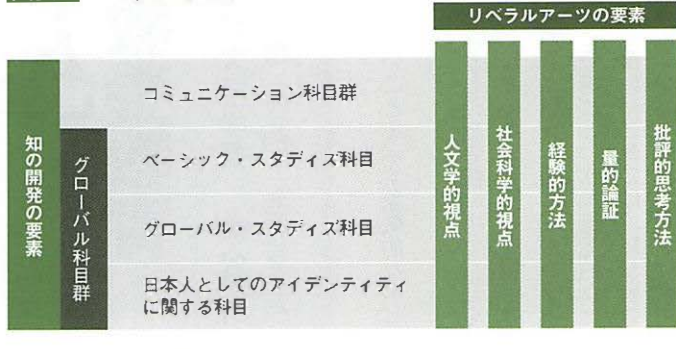 リベラルアーツの要素
知の開発の要素
グローバル科目群
コミュニケーション科目群
ベーシック・スタディズ科目
グローバル・スタディズ科目
日本人としてのアイデンティティ
に関する科目
人文学的視点
社会科学的視点
経験的方法
量的論証
批評的思考方法